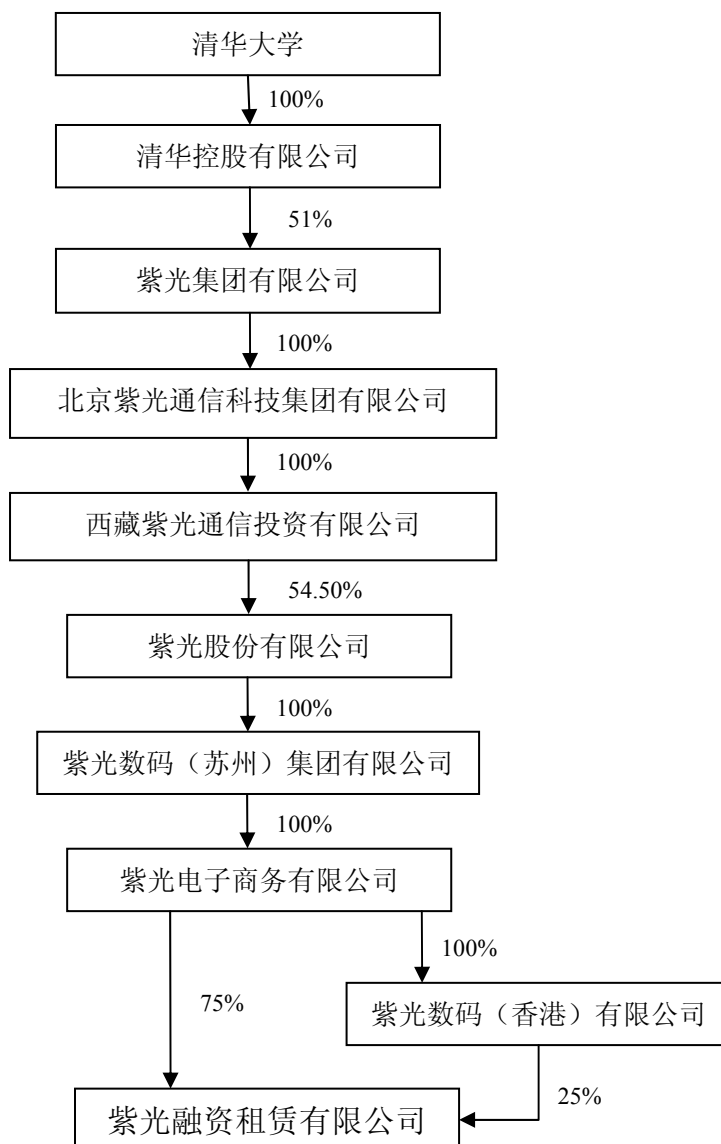 清华大学
100%
清华控股有限公司
51%
紫光集团有限公司
100%
北京紫光通信科技集团有限公司
100%
西藏紫光通信投资有限公司
54.50%
紫光股份有限公司
100%
紫光数码（苏州）集团有限公司
100%
紫光电子商务有限公司
100%
75%
紫光数码（香港）有限公司
25%
紫光融资租赁有限公司